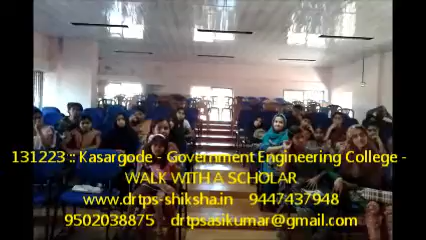 131223 :: Kasargode - Government Engineering College -
WALK WITH A SCHOLAR
www.drtps-shiksha.in 9447437948
9502038875 drtpsasikumar@gmail.com